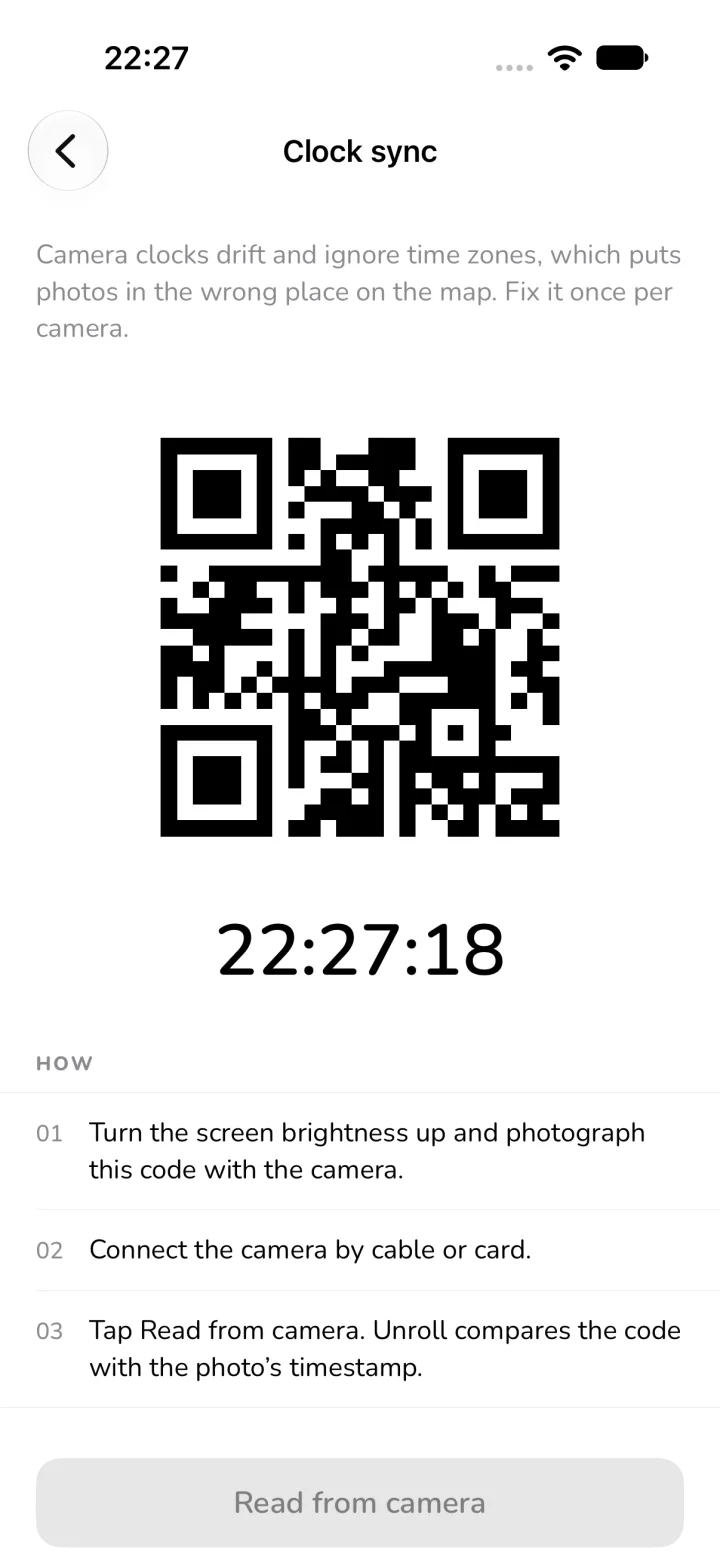 22:27
Clock sync
Camera clocks drift and ignore time zones, which puts
photos in the wrong place on the map. Fix it once per
camera.
22:27:18
HOW
01 Turn the screen brightness up and photograph
this code with the camera.
02 Connect the camera by cable or card.
03 Tap Read from camera. Unroll compares the code
with the photo’s timestamp.
Read from camera